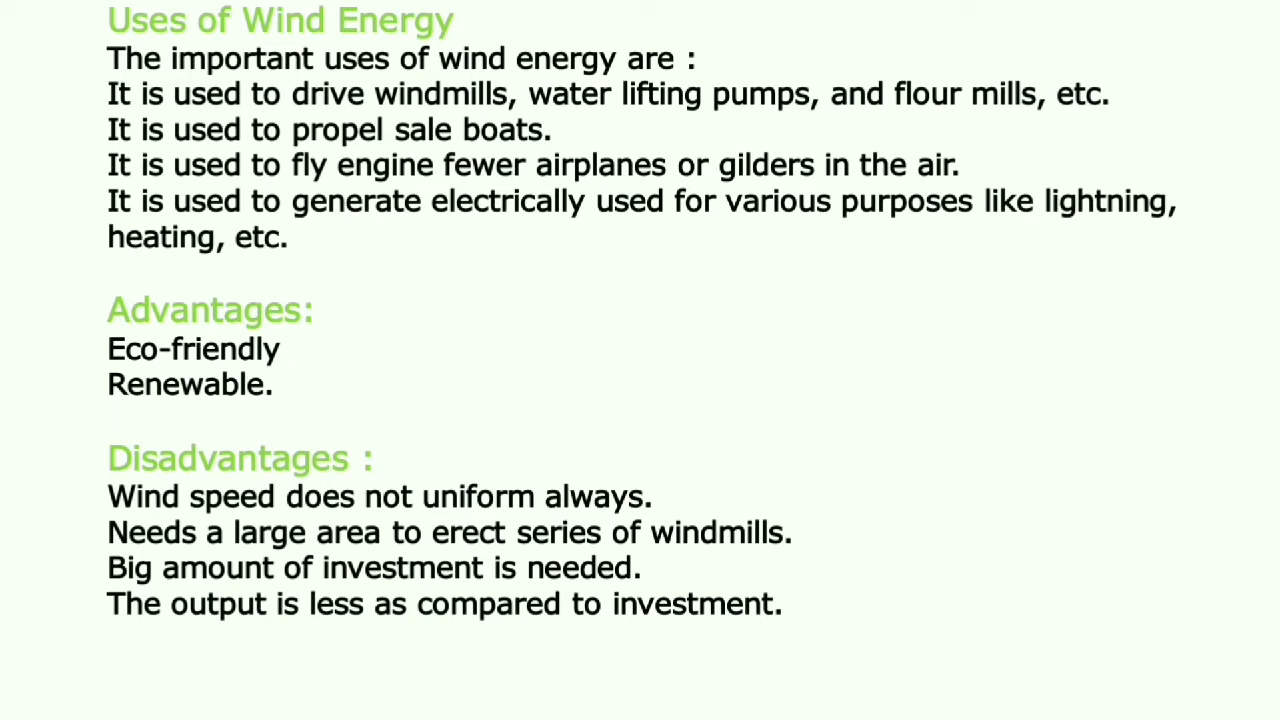 Uses of Wind Energy
The important uses of wind energy are :
It is used to drive windmills, water lifting pumps, and flour mills, etc.
It is used to propel sale boats.
It is used to fly engine fewer airplanes or gilders in the air.
It is used to generate electrically used for various purposes like lightning,
heating, etc.
Advantages:
Eco-friendly
Renewable.
Disadvantages :
Wind speed does not uniform always.
Needs a large area to erect series of windmills.
Big amount of investment is needed.
The output is less as compared to investment.